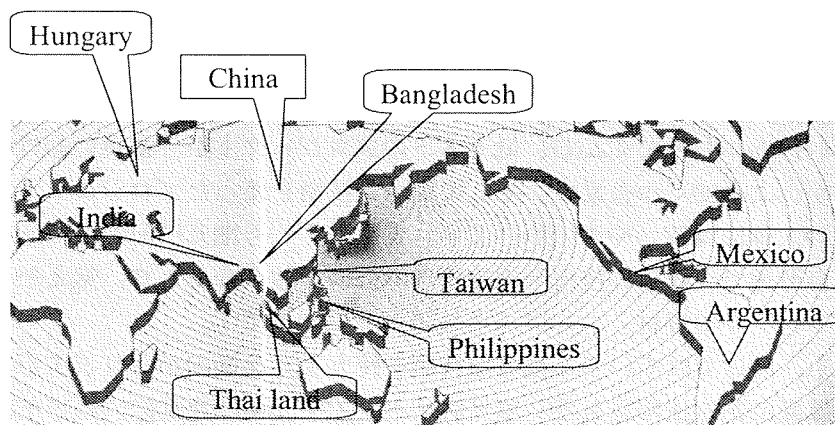 Hungary
China
Bangladesh
India
Mexico
Taiwan
Argentina
Philippines
Thai land